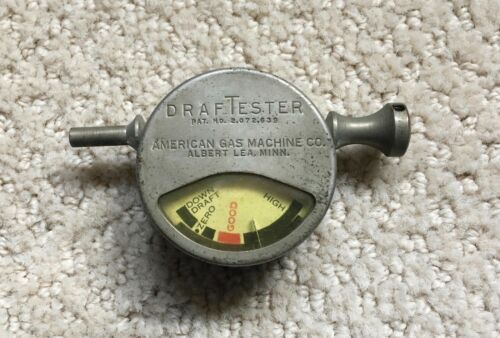 DRAFTESTER
PAT. NO. 2,072,639
AMERICAN GAS MACHINE CO.
ALBERT LEA, MINN.
DOWN
DRAFT
ZERO
GOOD
HIGH